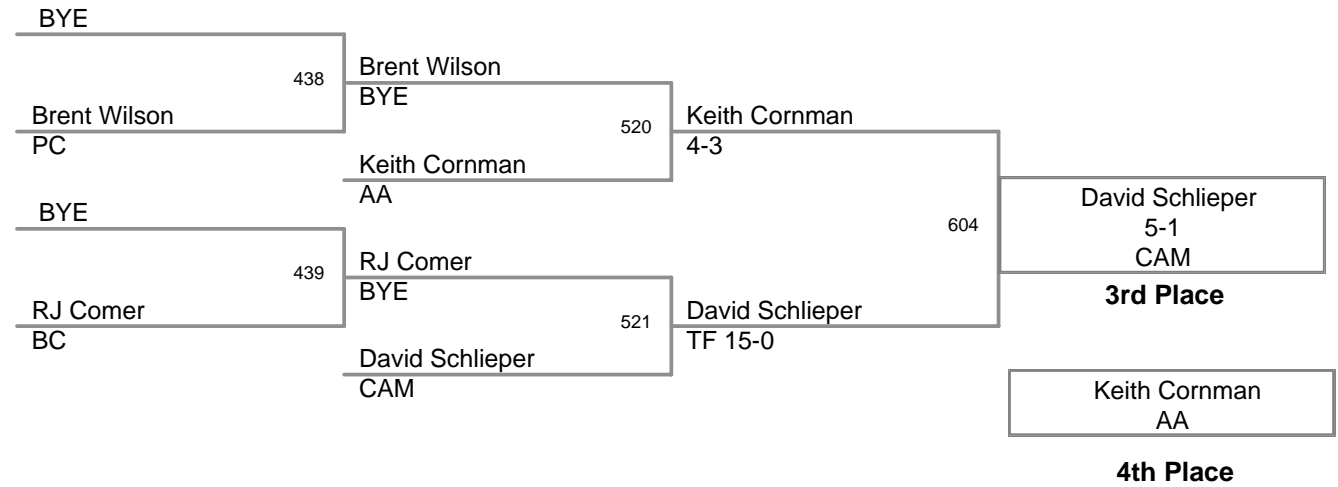 BYE
438
Brent Wilson
PC
Brent Wilson
BYE
520
Keith Cornman
AA
Keith Cornman
4-3
BYE
439
RJ Comer
BC
RJ Comer
BYE
521
David Schlieper
CAM
David Schlieper
TF 15-0
604
David Schlieper
5-1
CAM
3rd Place
Keith Cornman
AA
4th Place